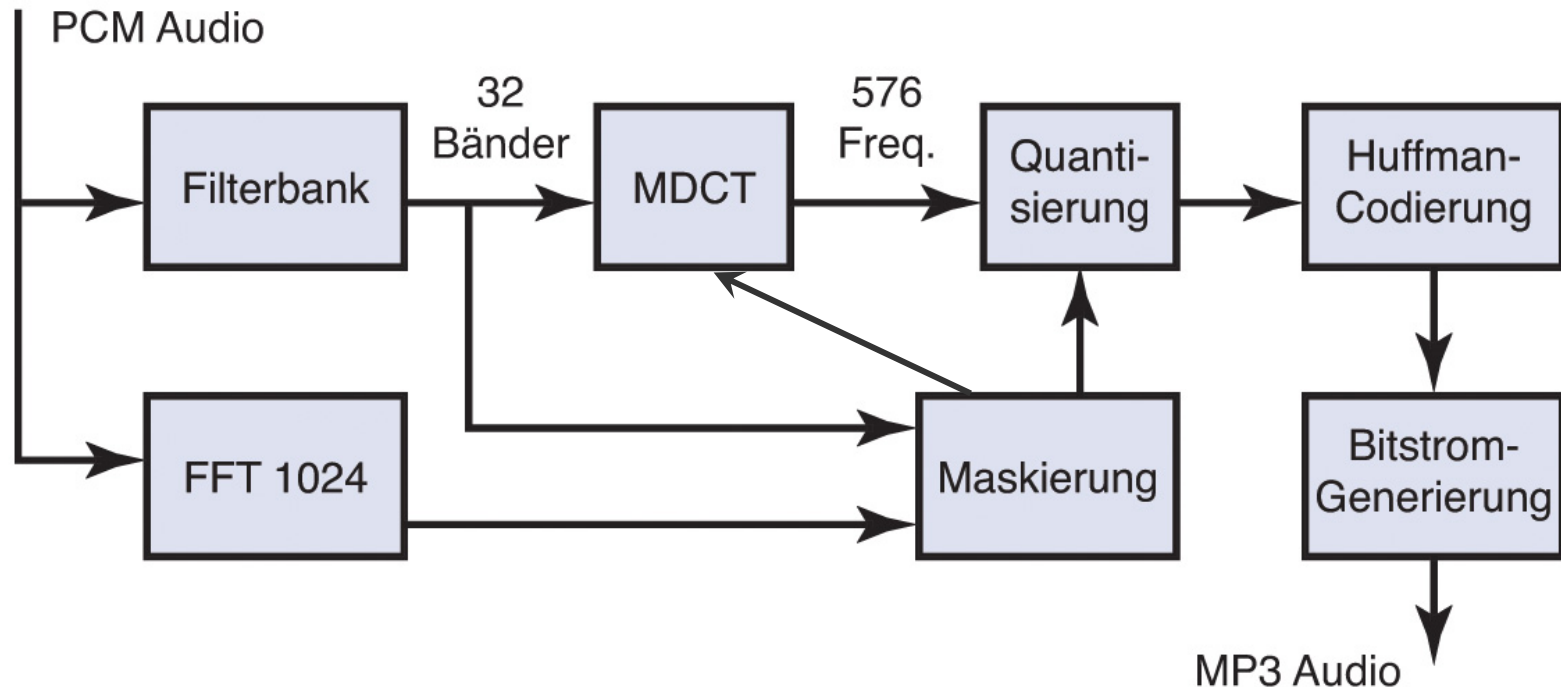 PCM Audio
32
Bänder
576
Freq.
Filterbank
MDCT
Quanti-
sierung
Huffman-
Codierung
FFT 1024
Maskierung
Bitstrom-
Generierung
MP3 Audio